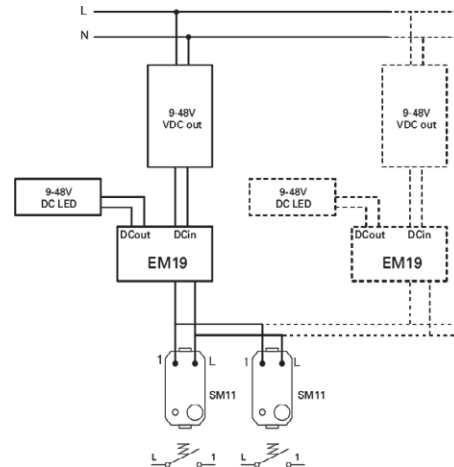 L
N
9-48V
VDC out
9-48V
VDC out
9-48V
DC LED
9-48V
DC LED
DCout DCin
EM19
DCout DCin
EM19
1 L
1 L
SM11
SM11
L 1
L 1